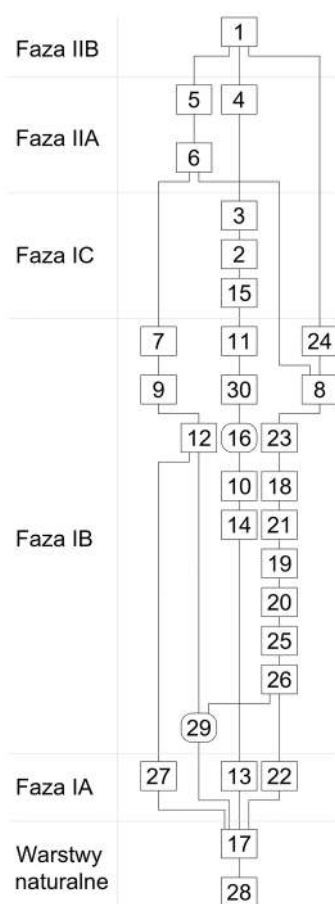 Faza IIB
1
Faza IIA
5 4
6
Faza IC
3
2
15
Faza IB
7 11 24
9 30 8
12 16 23
10 18
14 21
19
20
25
26
29
Faza IA
27 13 22
Warstwy
naturalne
17
28